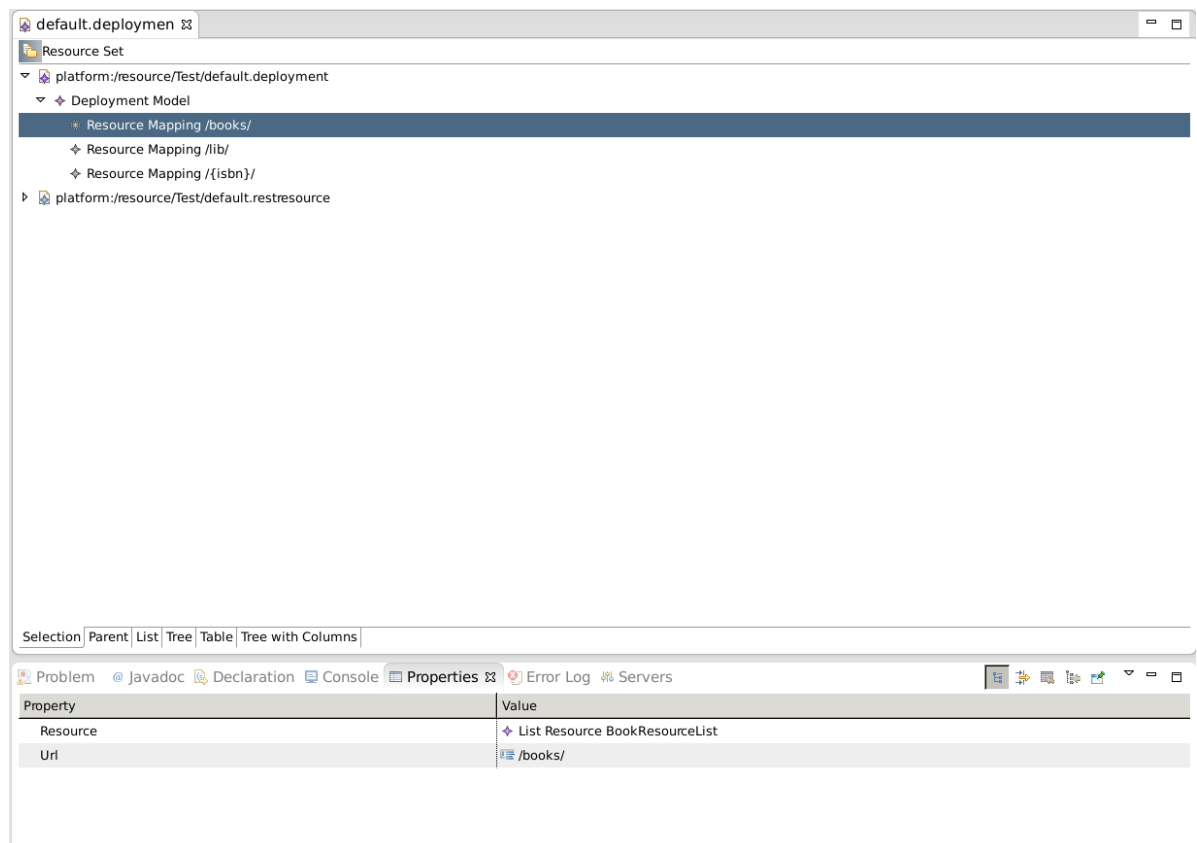 default.deploymen
Resource Set
platform:/resource/Test/default.deployment
Deployment Model
Resource Mapping /books/
Resource Mapping /lib/
Resource Mapping /{isbn}/
platform:/resource/Test/default.restresource
Selection Parent List Tree Table Tree with Columns
Problem @ Javadoc Declaration Console Properties Error Log Servers
Property Value
Resource List Resource BookResourceList
Url /books/